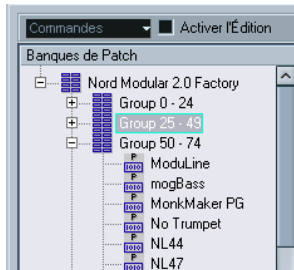 Commandes Activer l'Édition
Banques de Patch
Nord Modular 2.0 Factory
Group 0 - 24
Group 25 - 49
Group 50 - 74
ModuLine
mogBass
MonkMaker PG
No Trumpet
NL44
NL47